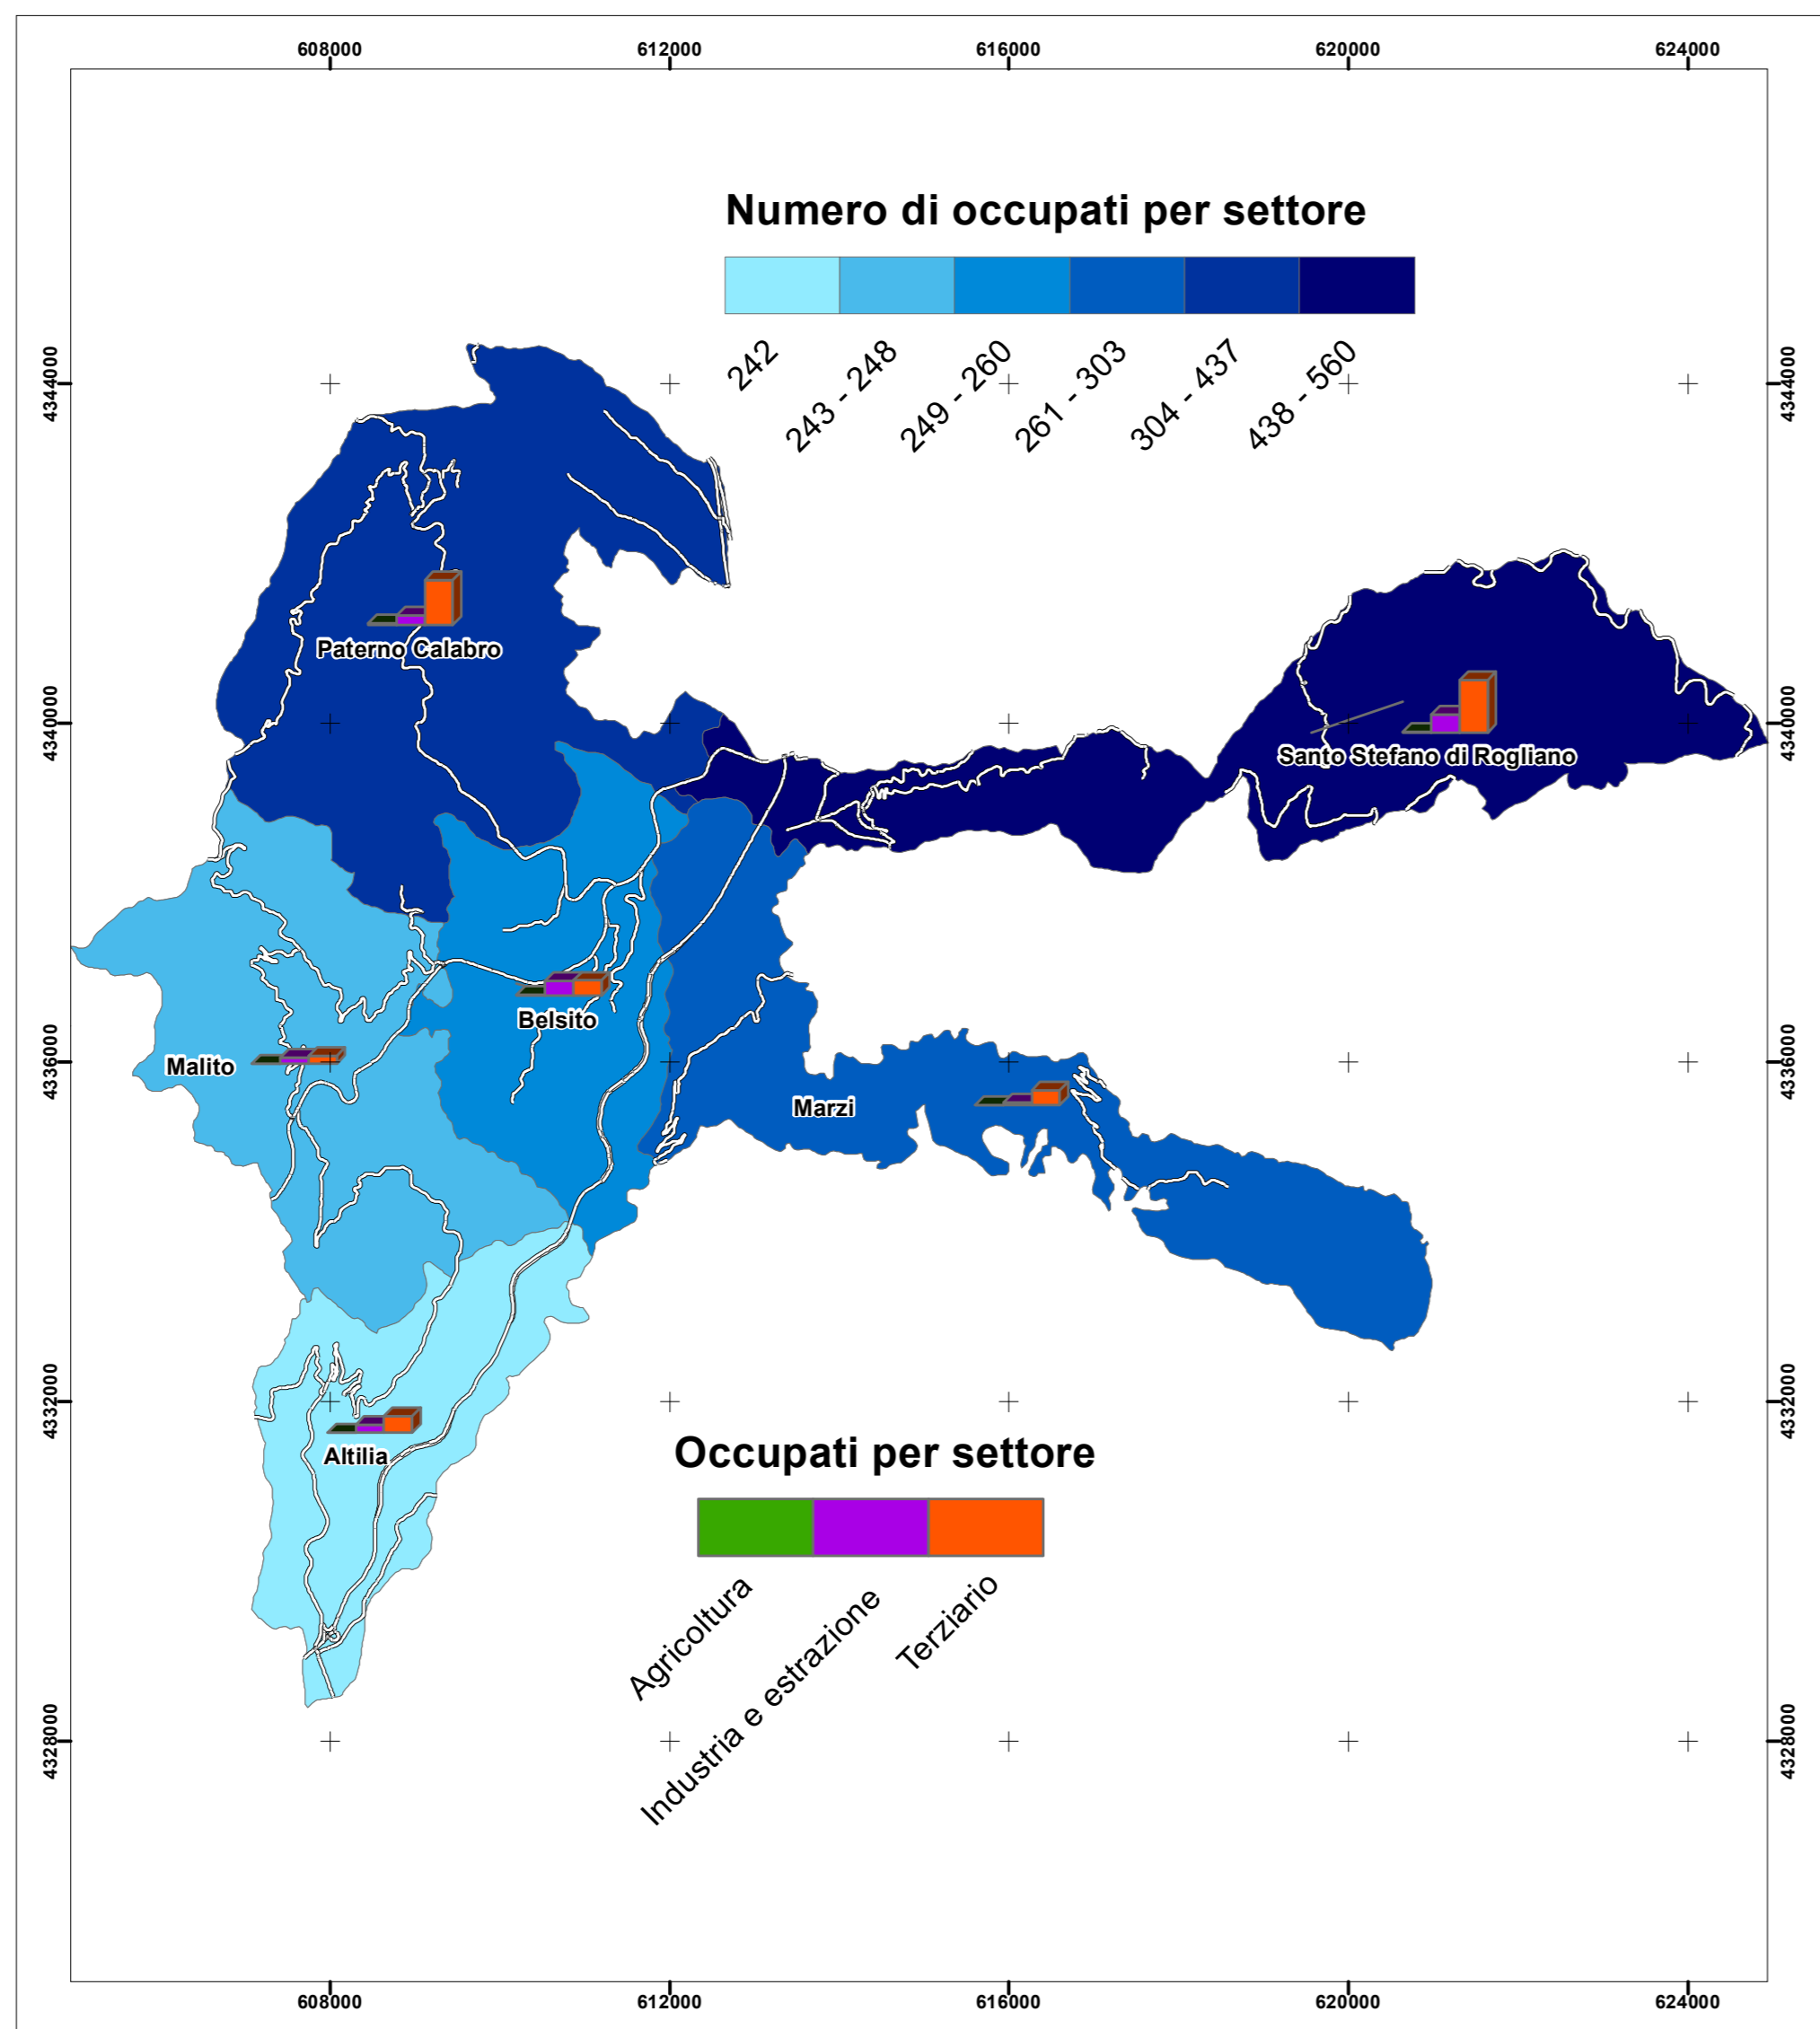 608000 612000 616000 620000 624000
Numero di occupati per settore
242
243 - 248
249 - 260
261 - 303
304 - 437
438 - 560
4344000 4344000
Paterno Calabro
4340000 4340000
Santo Stefano di Rogliano
Belsito
4336000 4336000
Malito
Marzi
4332000 4332000
Altilia
Occupati per settore
Agricoltura
Industria e estrazione
Terziario
4328000 4328000
608000 612000 616000 620000 624000